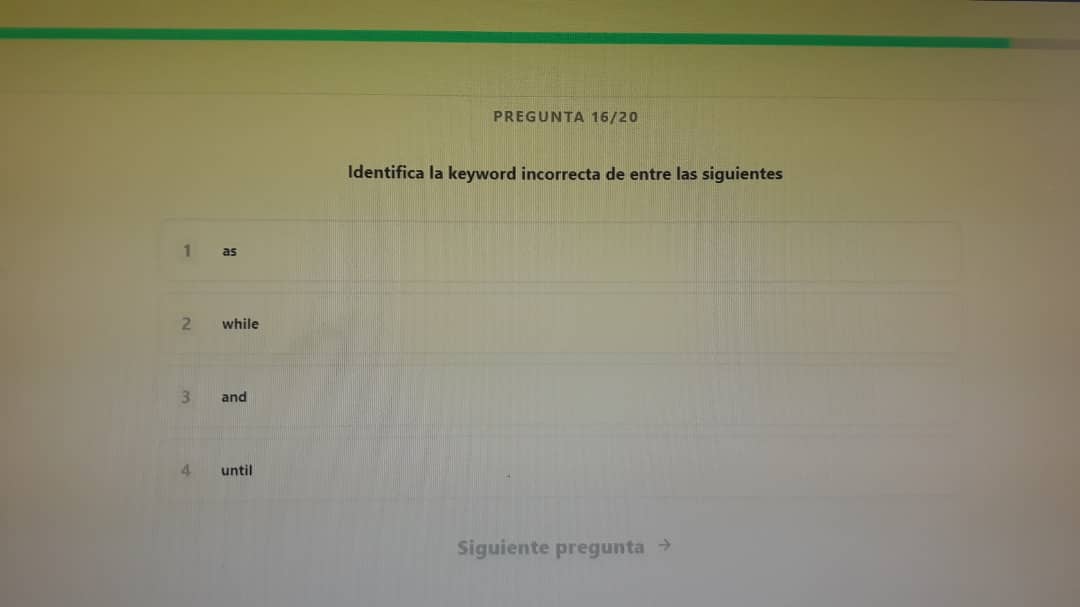 PREGUNTA 16/20
Identifica la keyword incorrecta de entre las siguientes
1 as
2 while
3 and
4 until
Siguiente pregunta →